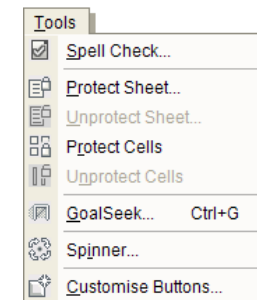 Tools
Spell Check...
Protect Sheet...
Unprotect Sheet...
Protect Cells
Unprotect Cells
GoalSeek... Ctrl+G
Spinner...
Customise Buttons...